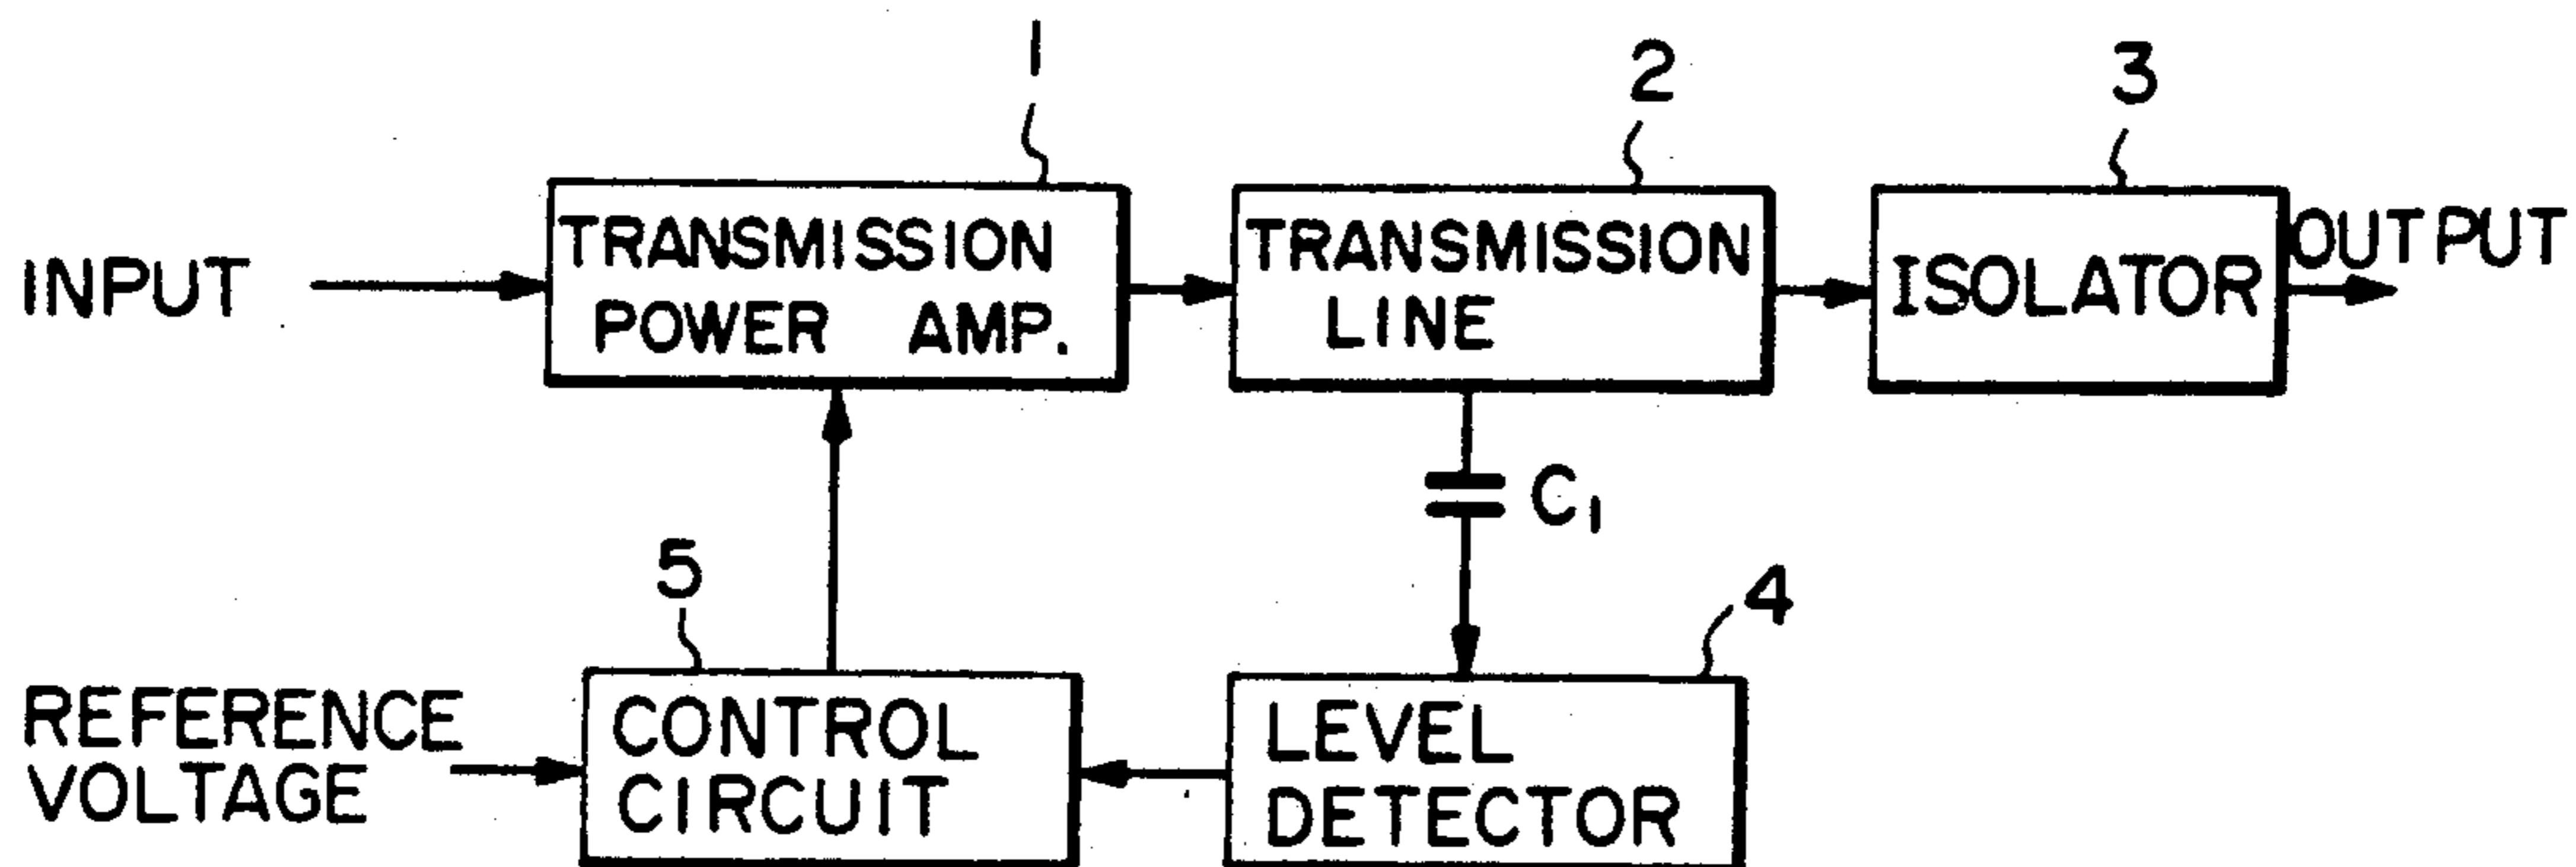 1
2
3
INPUT
TRANSMISSION
POWER AMP.
TRANSMISSION
LINE
ISOLATOR
OUTPUT
C1
5
4
REFERENCE
VOLTAGE
CONTROL
CIRCUIT
LEVEL
DETECTOR